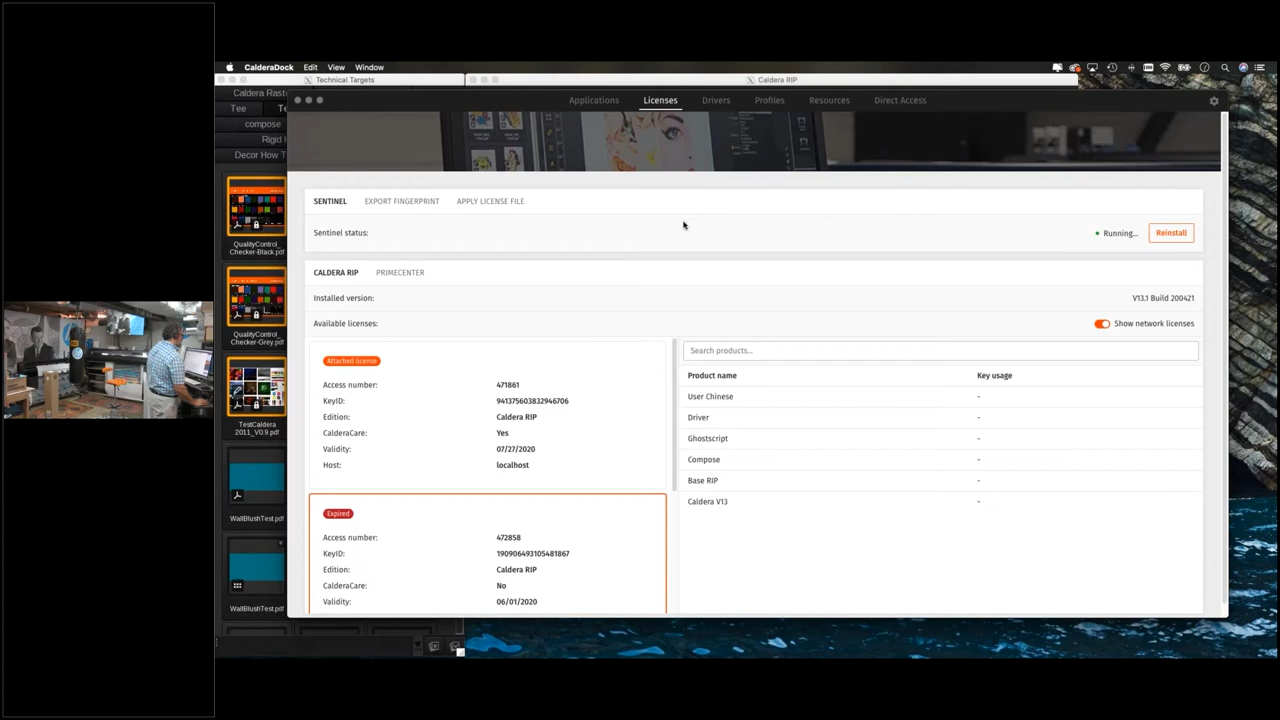 CalderaDock Edit View Window
Technical Targets
Caldera RIP
Caldera Rast
Tee
compose
Rigid
Decor How T
QualityControl_
Checker-Black.pdf
QualityControl_
Checker-Grey.pdf
TestCaldera
2011_V0.9.pdf
WallBlushTest.pdf
WallBlushTest.pdf
Applications Licenses Drivers Profiles Resources Direct Access
SENTINEL EXPORT FINGERPRINT APPLY LICENSE FILE
Sentinel status: Running... Reinstall
CALDERA RIP PRIMECENTER
Installed version: V13.1 Build 200421
Available licenses: Show network licenses
Attached license
Access number: 471861
KeyID: 941375603832946706
Edition: Caldera RIP
CalderaCare: Yes
Validity: 07/27/2020
Host: localhost
Expired
Access number: 472858
KeyID: 190906493105481867
Edition: Caldera RIP
CalderaCare: No
Validity: 06/01/2020
Search products...
Product name Key usage
User Chinese -
Driver -
Ghostscript -
Compose -
Base RIP -
Caldera V13 -